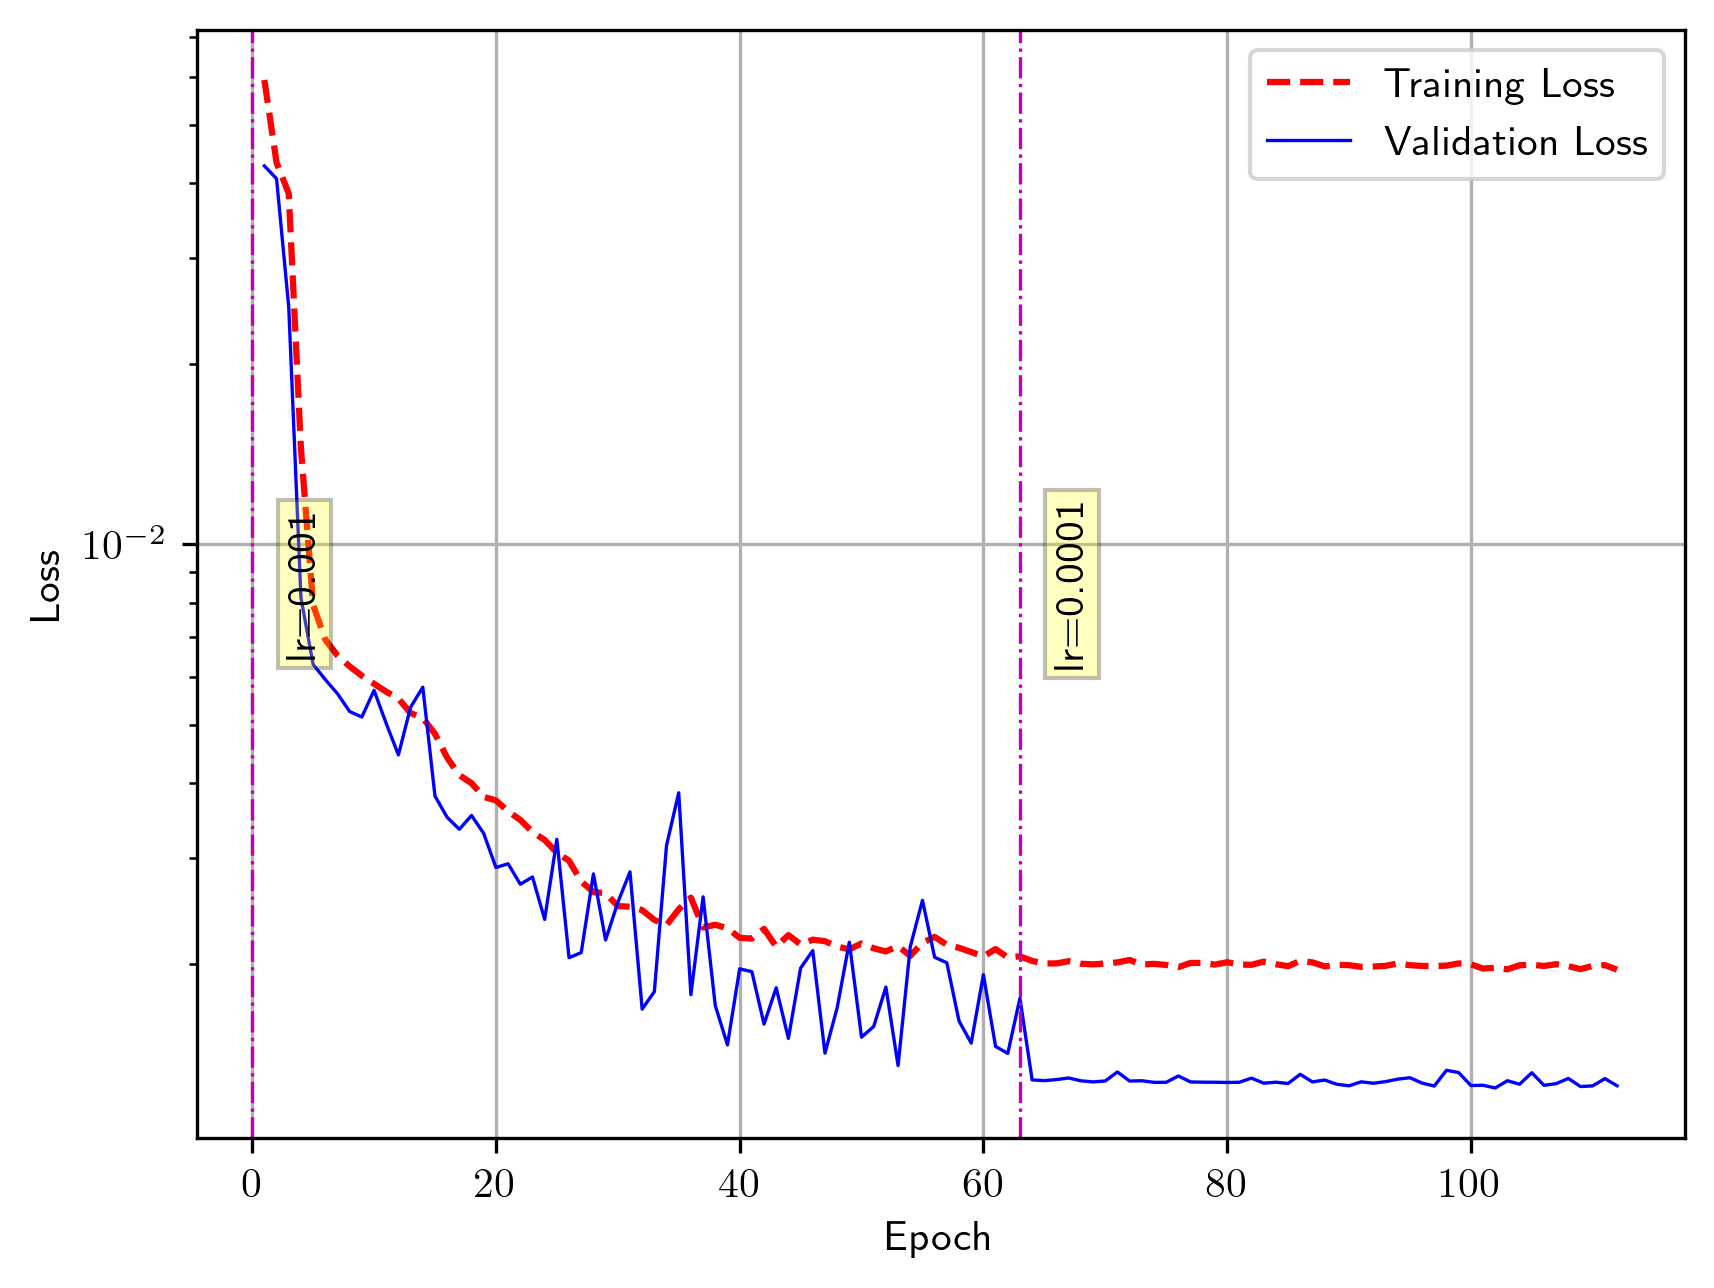 Training Loss
Validation Loss
Loss
10⁻²
lr=0.001
lr=0.0001
0 20 40 60 80 100
Epoch